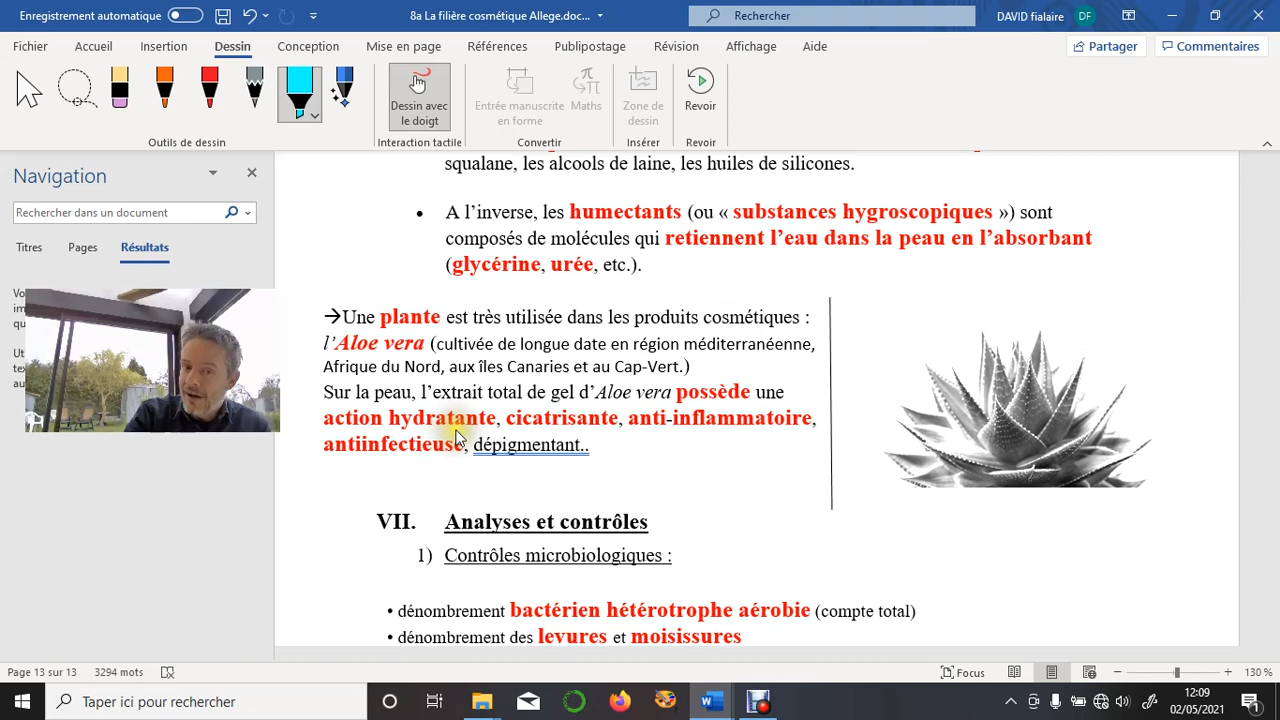 Enregistrement automatique
8a La filière cosmétique Allege.doc...
Rechercher
DAVID fialaire
DF
Fichier
Accueil
Insertion
Dessin
Conception
Mise en page
Références
Publipostage
Révision
Affichage
Aide
Partager
Commentaires
Dessin avec
le doigt
Entrée manuscrite
en forme
Maths
Zone de
dessin
Revoir
Outils de dessin
Interaction tactile
Convertir
Insérer
Revoir
Navigation
Rechercher dans un document
Titres
Pages
Résultats
squalane, les alcools de laine, les huiles de silicones.
• A l’inverse, les humectants (ou « substances hygroscopiques ») sont
composés de molécules qui retiennent l’eau dans la peau en l’absorbant
(glycérine, urée, etc.).
→Une plante est très utilisée dans les produits cosmétiques :
l’Aloe vera (cultivée de longue date en région méditerranéenne,
Afrique du Nord, aux îles Canaries et au Cap-Vert.)
Sur la peau, l’extrait total de gel d’Aloe vera possède une
action hydratante, cicatrisante, anti-inflammatoire,
antiinfectieuse, dépigmentant..
VII. Analyses et contrôles
1) Contrôles microbiologiques :
• dénombrement bactérien hétérotrophe aérobie (compte total)
• dénombrement des levures et moisissures
Page 13 sur 13
3294 mots
Focus
130 %
Taper ici pour rechercher
12:09
02/05/2021
1